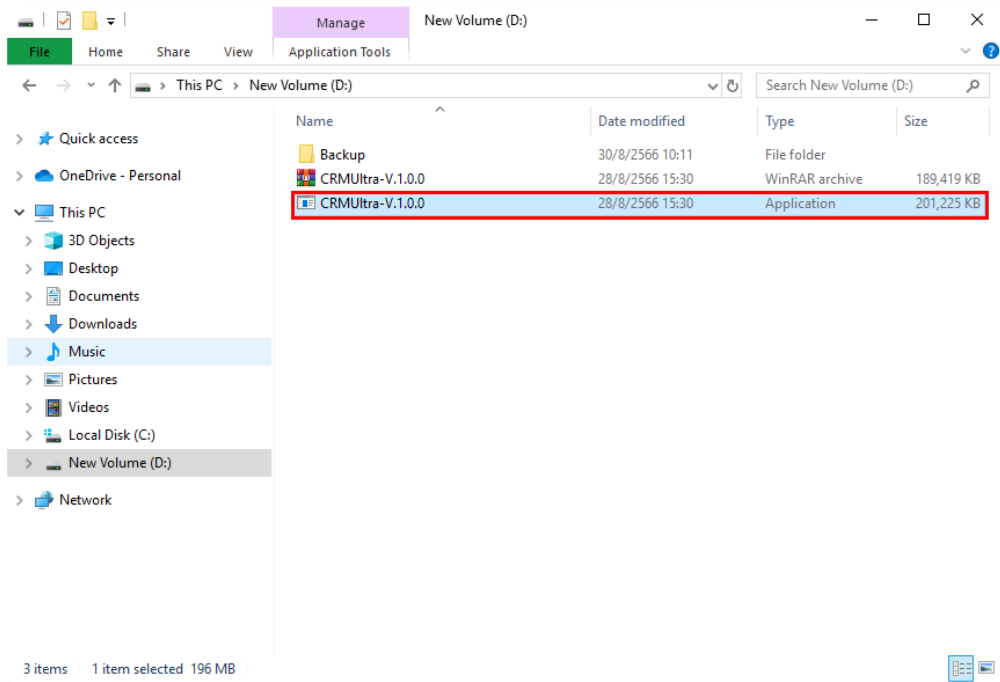 Manage
New Volume (D:)
File
Home
Share
View
Application Tools
This PC
New Volume (D:)
Search New Volume (D:)
Name
Date modified
Type
Size
Quick access
OneDrive - Personal
This PC
3D Objects
Desktop
Documents
Downloads
Music
Pictures
Videos
Local Disk (C:)
New Volume (D:)
Network
Backup 30/8/2566 10:11 File folder
CRMUltra-V.1.0.0 28/8/2566 15:30 WinRAR archive 189,419 KB
CRMUltra-V.1.0.0 28/8/2566 15:30 Application 201,225 KB
3 items 1 item selected 196 MB